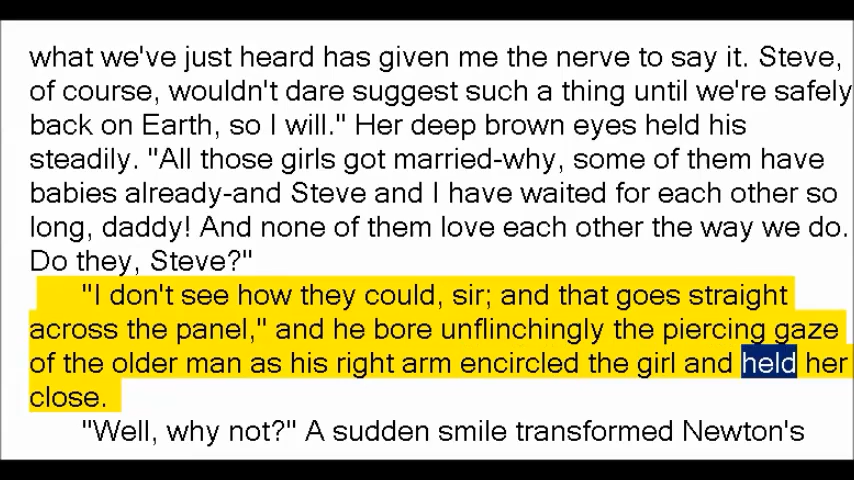 what we've just heard has given me the nerve to say it. Steve,
of course, wouldn't dare suggest such a thing until we're safely
back on Earth, so I will." Her deep brown eyes held his
steadily. "All those girls got married-why, some of them have
babies already-and Steve and I have waited for each other so
long, daddy! And none of them love each other the way we do.
Do they, Steve?"
"I don't see how they could, sir; and that goes straight
across the panel," and he bore unflinchingly the piercing gaze
of the older man as his right arm encircled the girl and held her
close.
"Well, why not?" A sudden smile transformed Newton's